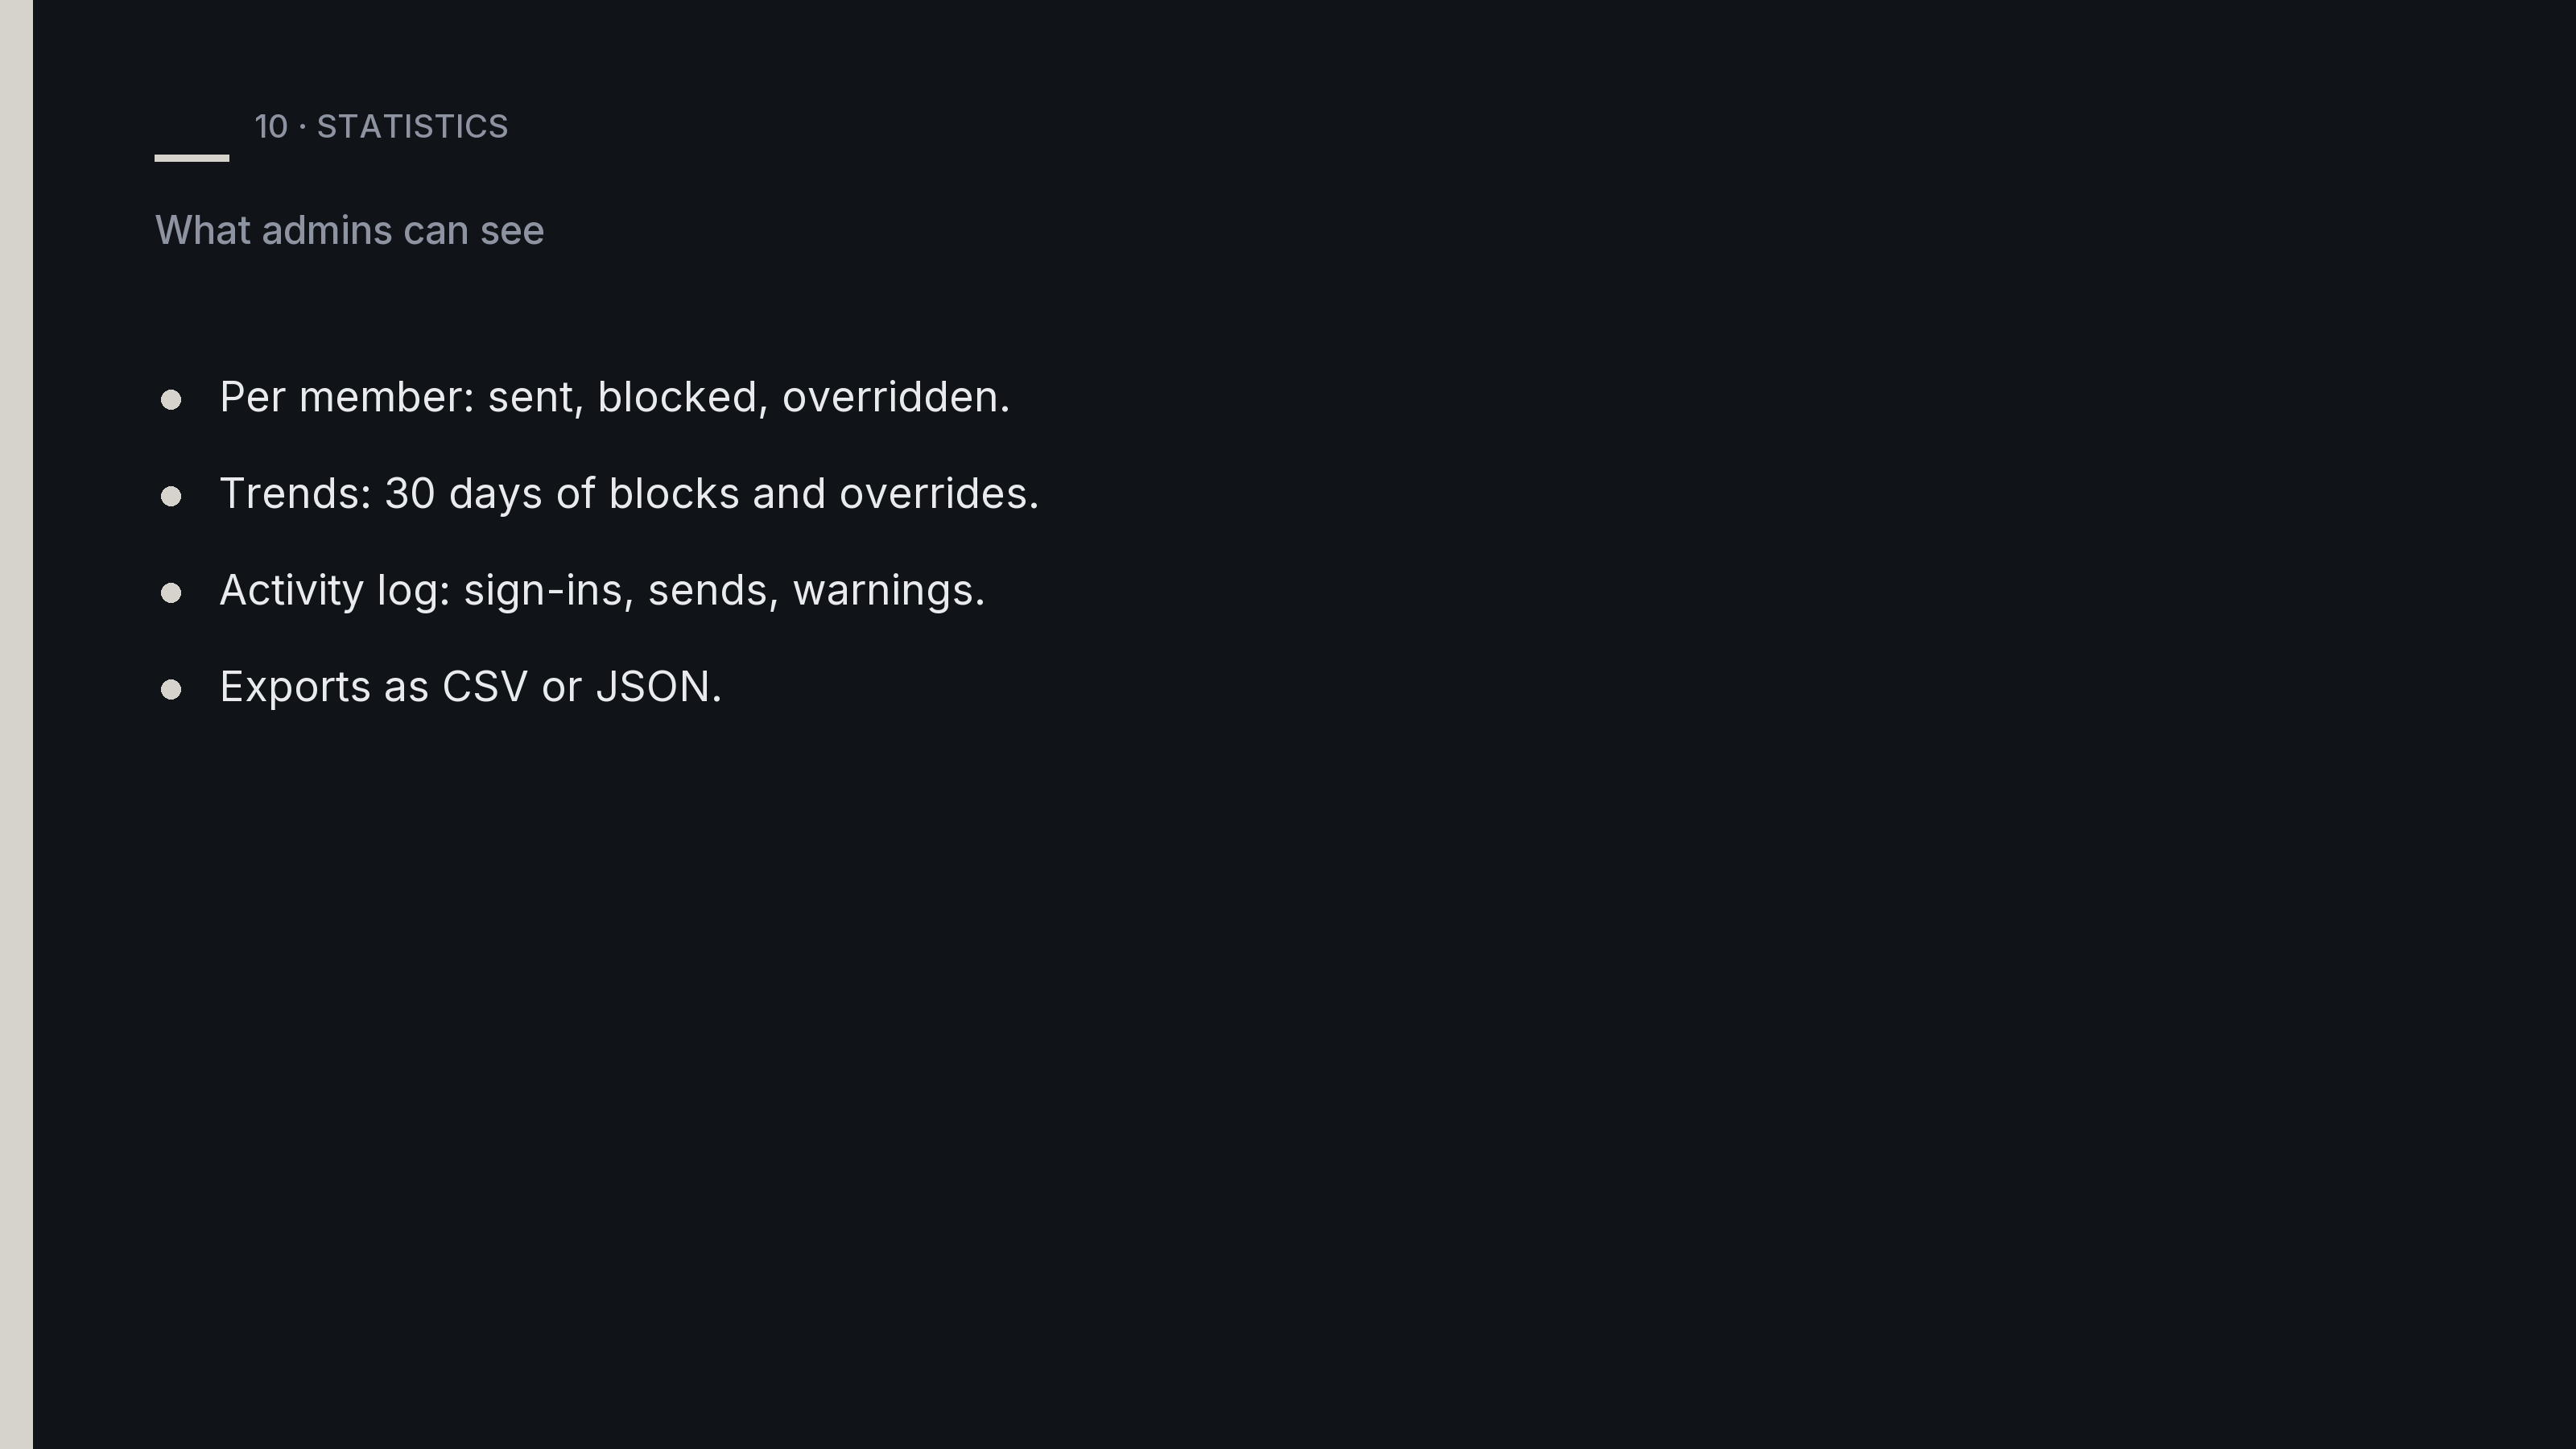 10 · STATISTICS
What admins can see
Per member: sent, blocked, overridden.
Trends: 30 days of blocks and overrides.
Activity log: sign-ins, sends, warnings.
Exports as CSV or JSON.